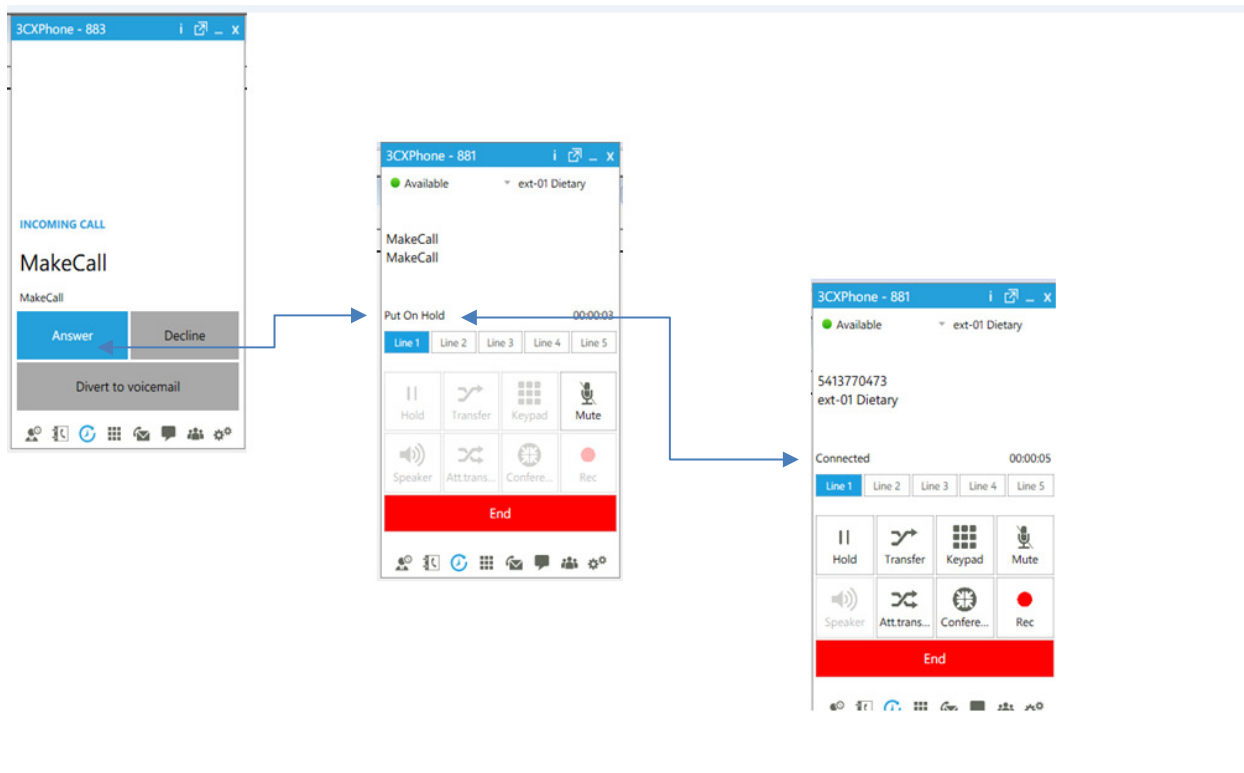 3CXPhone - 883 i _ x
INCOMING CALL
MakeCall
MakeCall
Answer Decline
Divert to voicemail
3CXPhone - 881 i _ x
Available ext-01 Dietary
MakeCall
MakeCall
Put On Hold 00:00:03
Line 1 Line 2 Line 3 Line 4 Line 5
Hold Transfer Keypad Mute
Speaker Att.trans... Confere... Rec
End
3CXPhone - 881 i _ x
Available ext-01 Dietary
5413770473
ext-01 Dietary
Connected 00:00:05
Line 1 Line 2 Line 3 Line 4 Line 5
Hold Transfer Keypad Mute
Speaker Att.trans... Confere... Rec
End